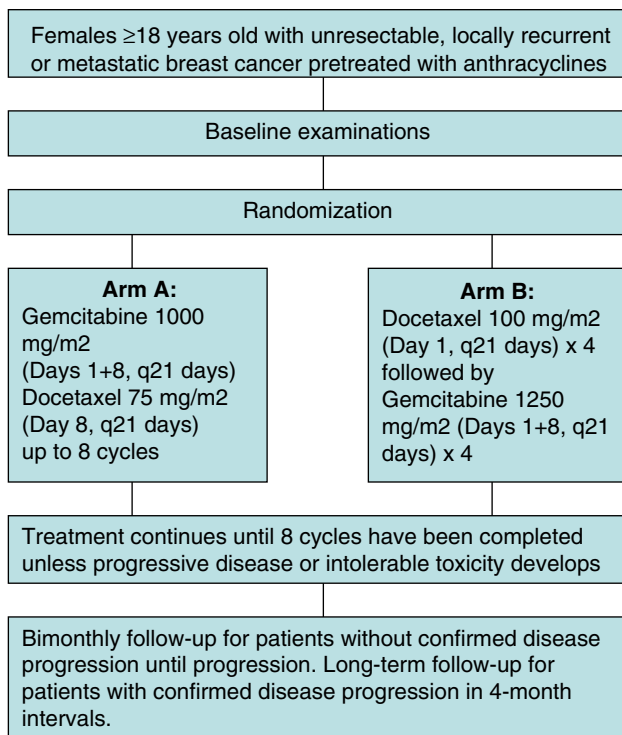 Females ≥18 years old with unresectable, locally recurrent
or metastatic breast cancer pretreated with anthracyclines
Baseline examinations
Randomization
Arm A:
Gemcitabine 1000
mg/m2
(Days 1+8, q21 days)
Docetaxel 75 mg/m2
(Day 8, q21 days)
up to 8 cycles
Arm B:
Docetaxel 100 mg/m2
(Day 1, q21 days) x 4
followed by
Gemcitabine 1250
mg/m2 (Days 1+8, q21
days) x 4
Treatment continues until 8 cycles have been completed
unless progressive disease or intolerable toxicity develops
Bimonthly follow-up for patients without confirmed disease
progression until progression. Long-term follow-up for
patients with confirmed disease progression in 4-month
intervals.